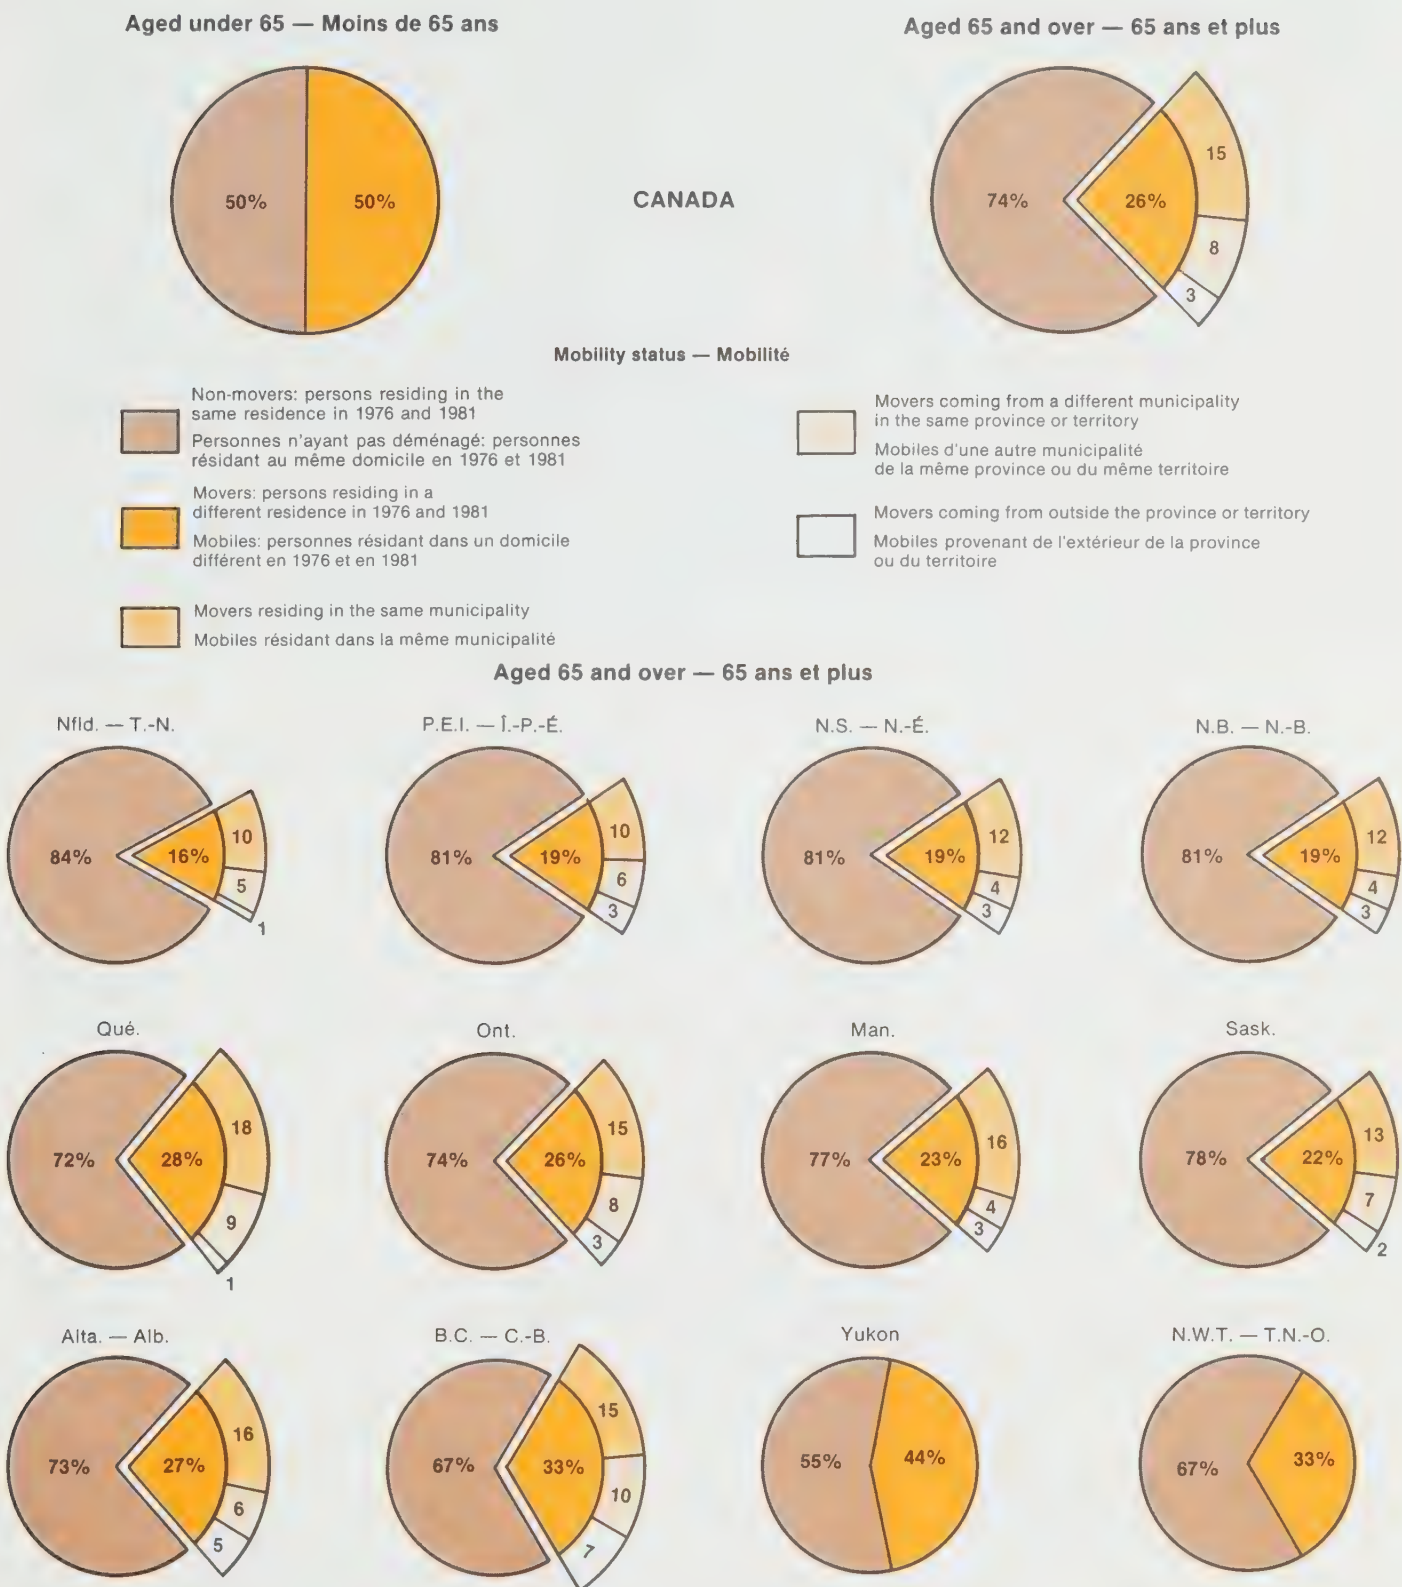 Aged under 65 — Moins de 65 ans
50%
50%
CANADA
Aged 65 and over — 65 ans et plus
74%
26%
15
8
3
Mobility status — Mobilité
Non-movers: persons residing in the
same residence in 1976 and 1981
Personnes n'ayant pas déménagé: personnes
résidant au même domicile en 1976 et 1981
Movers: persons residing in a
different residence in 1976 and 1981
Mobiles: personnes résidant dans un domicile
différent en 1976 et en 1981
Movers residing in the same municipality
Mobiles résidant dans la même municipalité
Movers coming from a different municipality
in the same province or territory
Mobiles d'une autre municipalité
de la même province ou du même territoire
Movers coming from outside the province or territory
Mobiles provenant de l'extérieur de la province
ou du territoire
Aged 65 and over — 65 ans et plus
Nfld. — T.-N.
84%
16%
10
5
1
P.E.I. — Î.-P.-É.
81%
19%
10
6
3
N.S. — N.-É.
81%
19%
12
4
3
N.B. — N.-B.
81%
19%
12
4
3
Qué.
72%
28%
18
9
1
Ont.
74%
26%
15
8
3
Man.
77%
23%
16
4
3
Sask.
78%
22%
13
7
2
Alta. — Alb.
73%
27%
16
6
5
B.C. — C.-B.
67%
33%
15
10
7
Yukon
55%
44%
N.W.T. — T.N.-O.
67%
33%